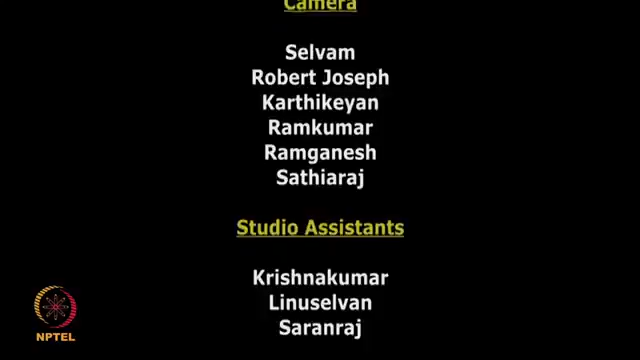 Camera
Selvam
Robert Joseph
Karthikeyan
Ramkumar
Ramganesh
Sathiaraj
Studio Assistants
Krishnakumar
Linuselvan
Saranraj
NPTEL